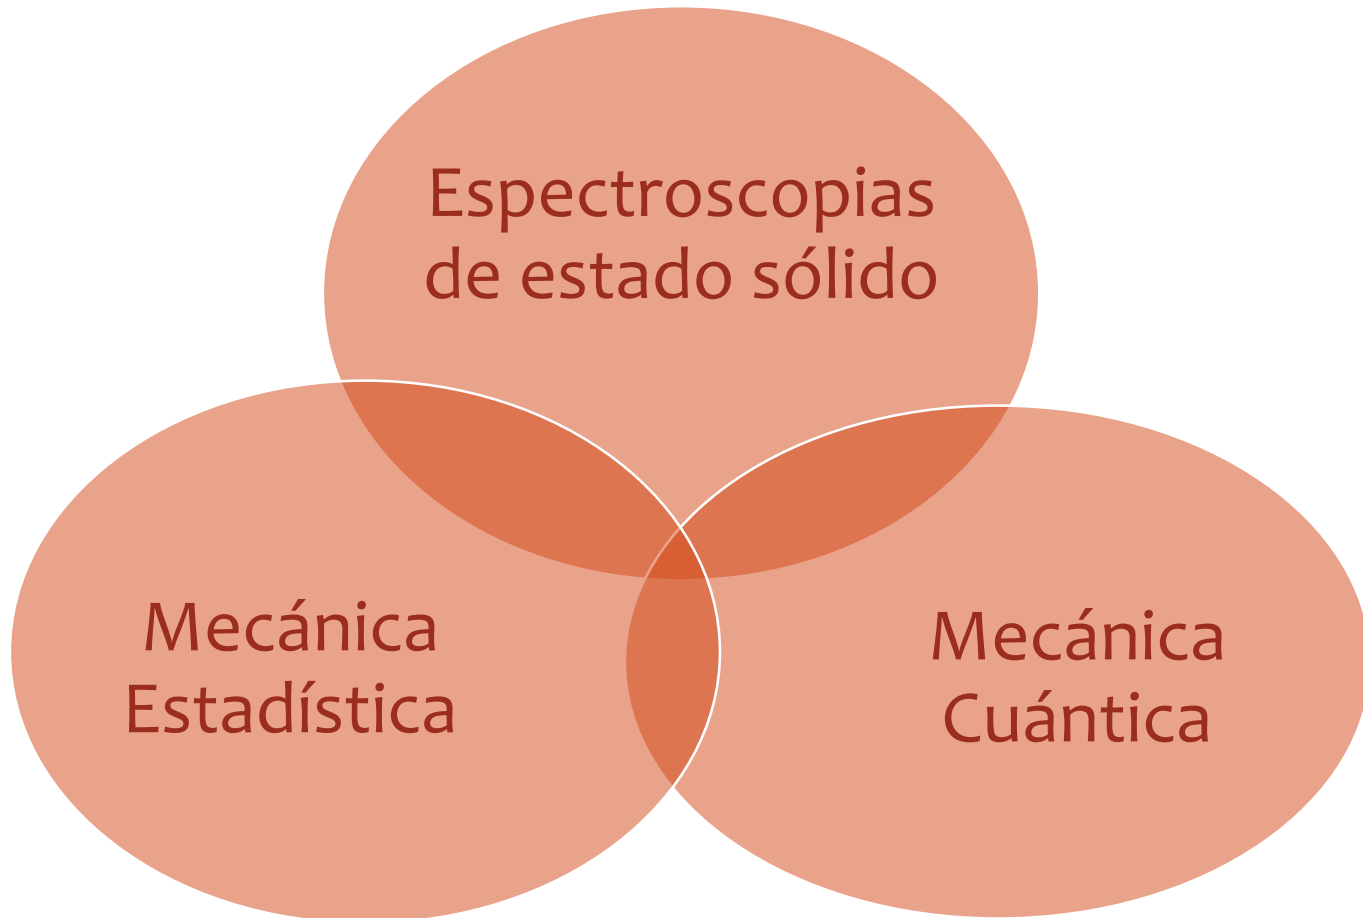 Espectroscopias
de estado sólido
Mecánica
Estadística
Mecánica
Cuántica